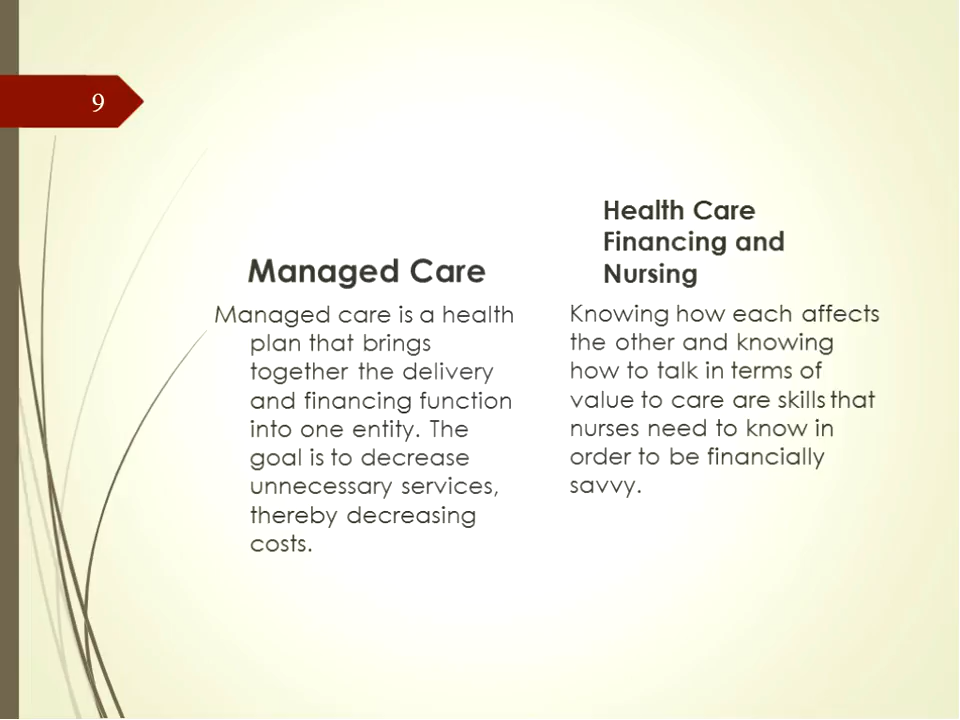 9
Managed Care
Managed care is a health
plan that brings
together the delivery
and financing function
into one entity. The
goal is to decrease
unnecessary services,
thereby decreasing
costs.
Health Care
Financing and
Nursing
Knowing how each affects
the other and knowing
how to talk in terms of
value to care are skills that
nurses need to know in
order to be financially
savvy.